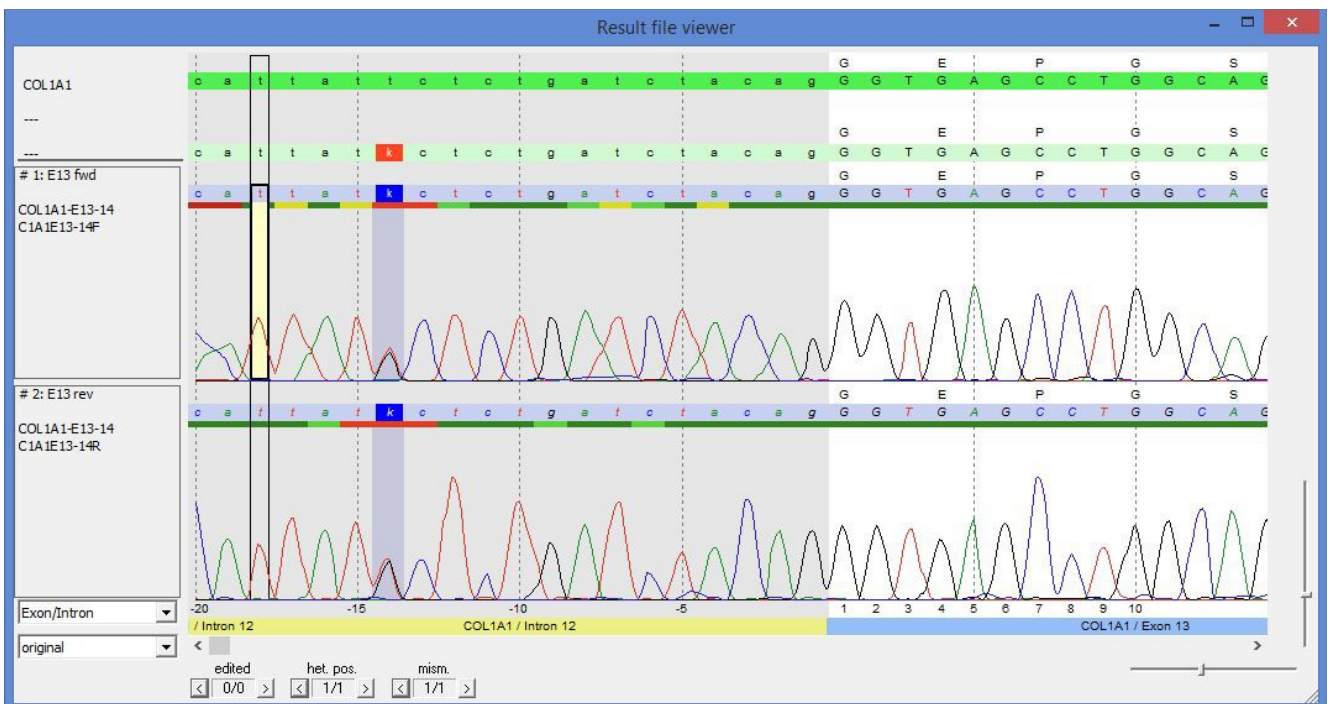 Result file viewer
G E P G S
COL1A1
c a t t a t t c t c t g a t c t a c a g G G T G A G C C T G G C A G
---
G E P G S
---
c a t t a t k c t c t g a t c t a c a g G G T G A G C C T G G C A G
# 1: E13 fwd
G E P G S
c a t t a t k c t c t g a t c t a c a g G G T G A G C C T G G C A G
COL1A1-E13-14
C1A1E13-14F
# 2: E13 rev
G E P G S
c a t t a t k c t c t g a t c t a c a g G G T G A G C C T G G C A G
COL1A1-E13-14
C1A1E13-14R
-20 -15 -10 -5 1 2 3 4 5 6 7 8 9 10
Exon/Intron
/ Intron 12
COL1A1 / Intron 12
COL1A1 / Exon 13
original
edited het. pos. mism.
< 0/0 > < 1/1 > < 1/1 >